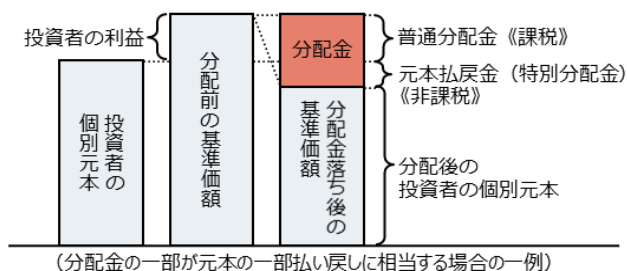 投資者の利益
投資者の
個別元本
分配前の基準価額
分配金
分配金落ち後の
基準価額
普通分配金《課税》
元本払戻金（特別分配金）
《非課税》
分配後の
投資者の個別元本
（分配金の一部が元本の一部払い戻しに相当する場合の一例）